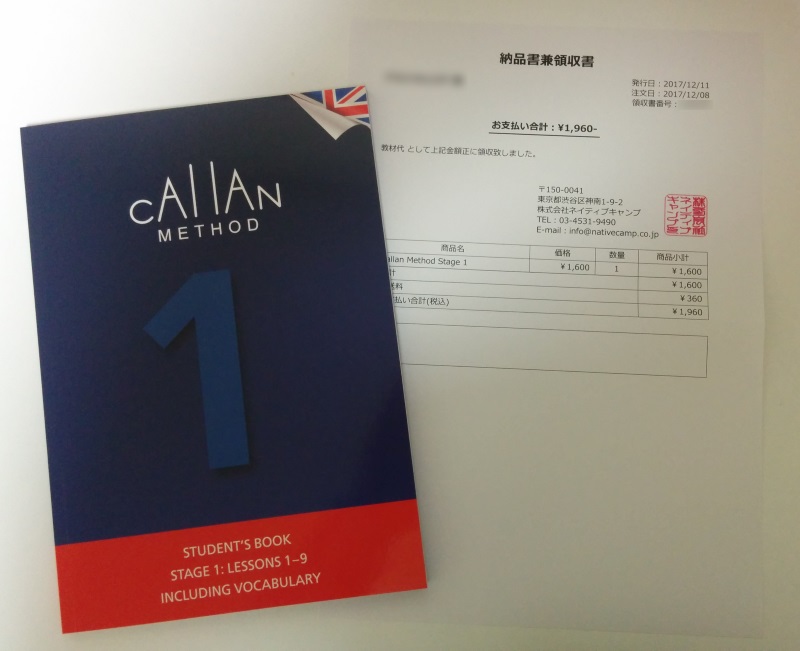 CALLAN
METHOD
1
STUDENT'S BOOK
STAGE 1: LESSONS 1–9
INCLUDING VOCABULARY
納品書兼領収書
発行日：2017/12/11
注文日：2017/12/08
領収書番号：
お支払い合計：¥1,960-
教材代 として上記金額正に領収致しました。
〒150-0041
東京都渋谷区神南1-9-2
株式会社ネイティブキャンプ
TEL：03-4531-9490
E-mail：info@nativecamp.co.jp
商品名 価格 数量 商品小計
allan Method Stage 1 ¥1,600 1 ¥1,600
計 ¥1,600
送料 ¥360
払い合計(税込) ¥1,960